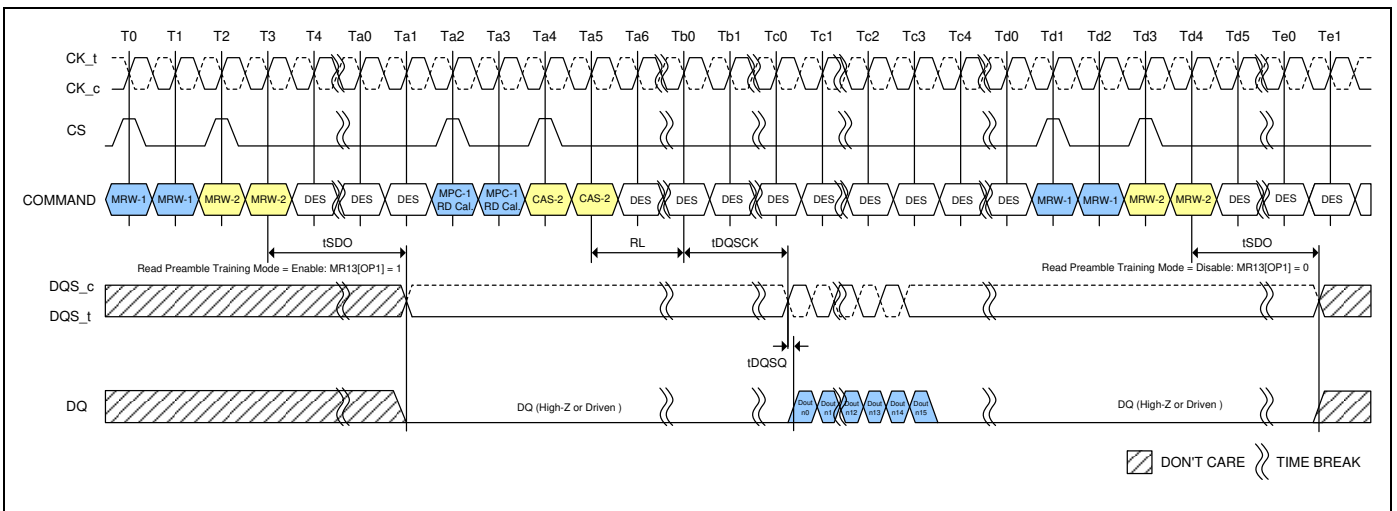 T0 T1 T2 T3 T4 Ta0 Ta1 Ta2 Ta3 Ta4 Ta5 Ta6 Tb0 Tb1 Tc0 Tc1 Tc2 Tc3 Tc4 Td0 Td1 Td2 Td3 Td4 Td5 Te0 Te1
CK_t
CK_c
CS
COMMAND MRW-1 MRW-1 MRW-2 MRW-2 DES DES DES MPC-1 RD Cal. MPC-1 RD Cal. CAS-2 CAS-2 DES DES DES DES DES DES DES DES DES MRW-1 MRW-1 MRW-2 MRW-2 DES DES DES
tSDO RL tDQSCK tSDO
Read Preamble Training Mode = Enable: MR13[OP1] = 1 Read Preamble Training Mode = Disable: MR13[OP1] = 0
DQS_c
DQS_t
tDQSQ
DQ DQ (High-Z or Driven ) Dout n0 Dout n1 Dout n12 Dout n13 Dout n14 Dout n15 DQ (High-Z or Driven )
DON'T CARE TIME BREAK